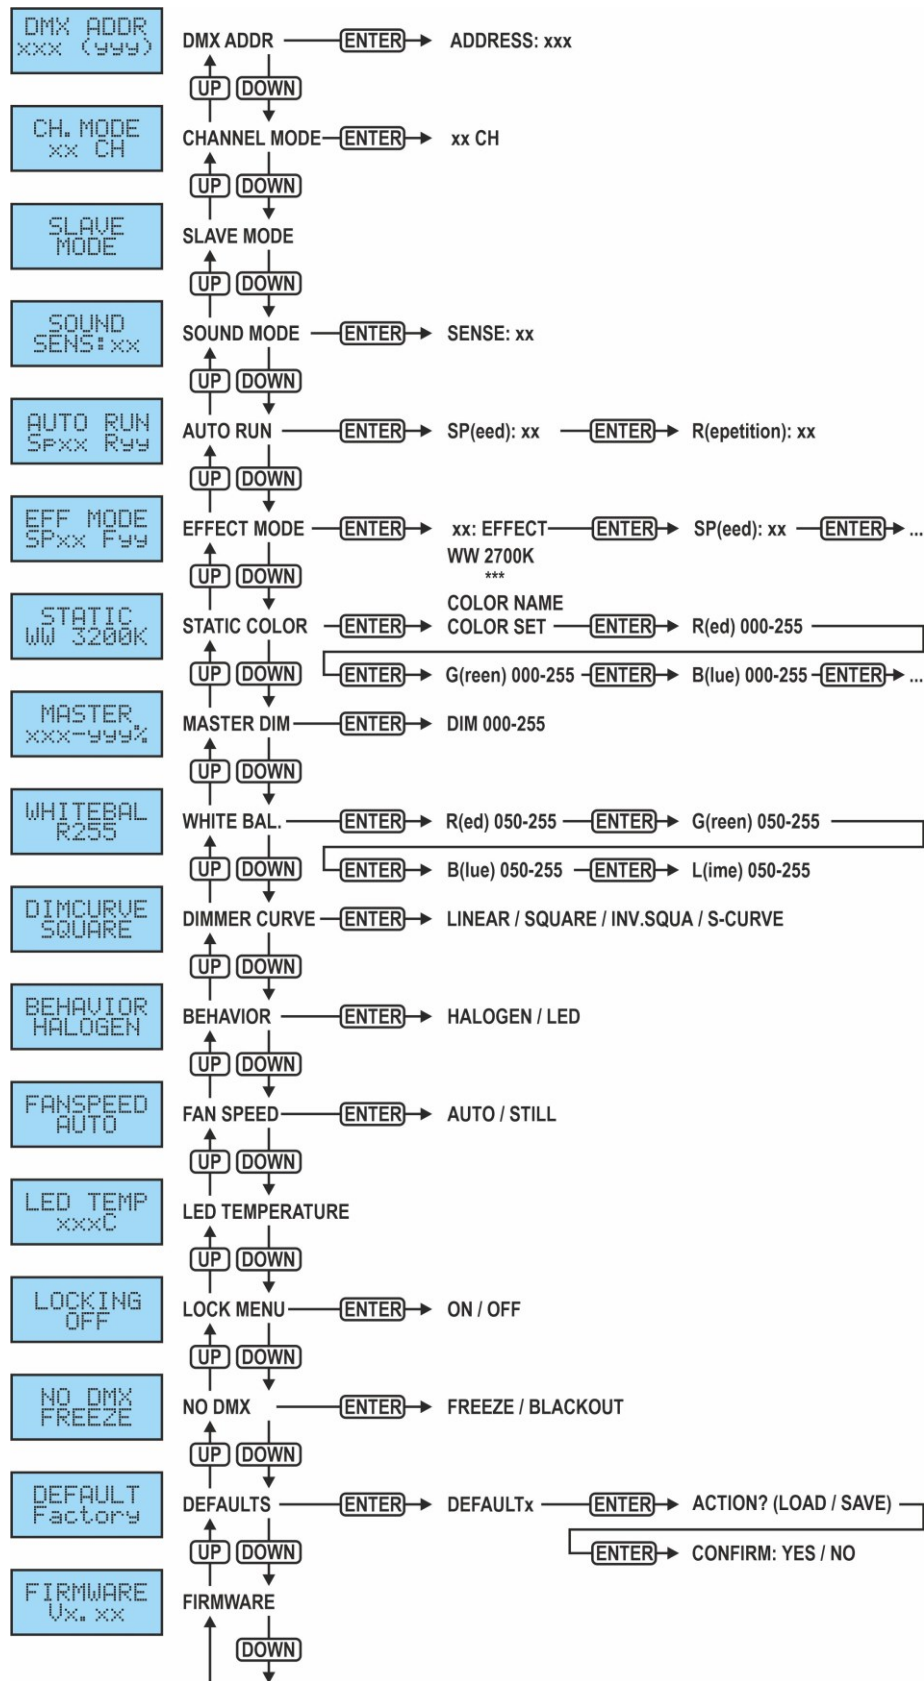 DMX ADDR
xxx (yyy)
DMX ADDR ENTER ADDRESS: xxx
UP DOWN
CH. MODE
xx CH
CHANNEL MODE ENTER xx CH
UP DOWN
SLAVE
MODE
SLAVE MODE
UP DOWN
SOUND
SENS:xx
SOUND MODE ENTER SENSE: xx
UP DOWN
AUTO RUN
Spxx Ryy
AUTO RUN ENTER SP(eed): xx ENTER R(epetition): xx
UP DOWN
EFF MODE
SPxx Fyy
EFFECT MODE ENTER xx: EFFECT ENTER SP(eed): xx ENTER ...
WW 2700K
UP DOWN
***
COLOR NAME
STATIC
WW 3200K
STATIC COLOR ENTER COLOR SET ENTER R(ed) 000-255
UP DOWN
ENTER G(reen) 000-255 ENTER B(lue) 000-255 ENTER ...
MASTER
xxx-yyy%
MASTER DIM ENTER DIM 000-255
UP DOWN
WHITEBAL
R255
WHITE BAL. ENTER R(ed) 050-255 ENTER G(reen) 050-255
UP DOWN
ENTER B(lue) 050-255 ENTER L(ime) 050-255
DIMCURVE
SQUARE
DIMMER CURVE ENTER LINEAR / SQUARE / INV.SQUA / S-CURVE
UP DOWN
BEHAVIOR
HALOGEN
BEHAVIOR ENTER HALOGEN / LED
UP DOWN
FANSPEED
AUTO
FAN SPEED ENTER AUTO / STILL
UP DOWN
LED TEMP
xxxC
LED TEMPERATURE
UP DOWN
LOCKING
OFF
LOCK MENU ENTER ON / OFF
UP DOWN
NO DMX
FREEZE
NO DMX ENTER FREEZE / BLACKOUT
UP DOWN
DEFAULT
Factory
DEFAULTS ENTER DEFAULTx ENTER ACTION? (LOAD / SAVE)
UP DOWN
ENTER CONFIRM: YES / NO
FIRMWARE
Vx.xx
FIRMWARE
DOWN